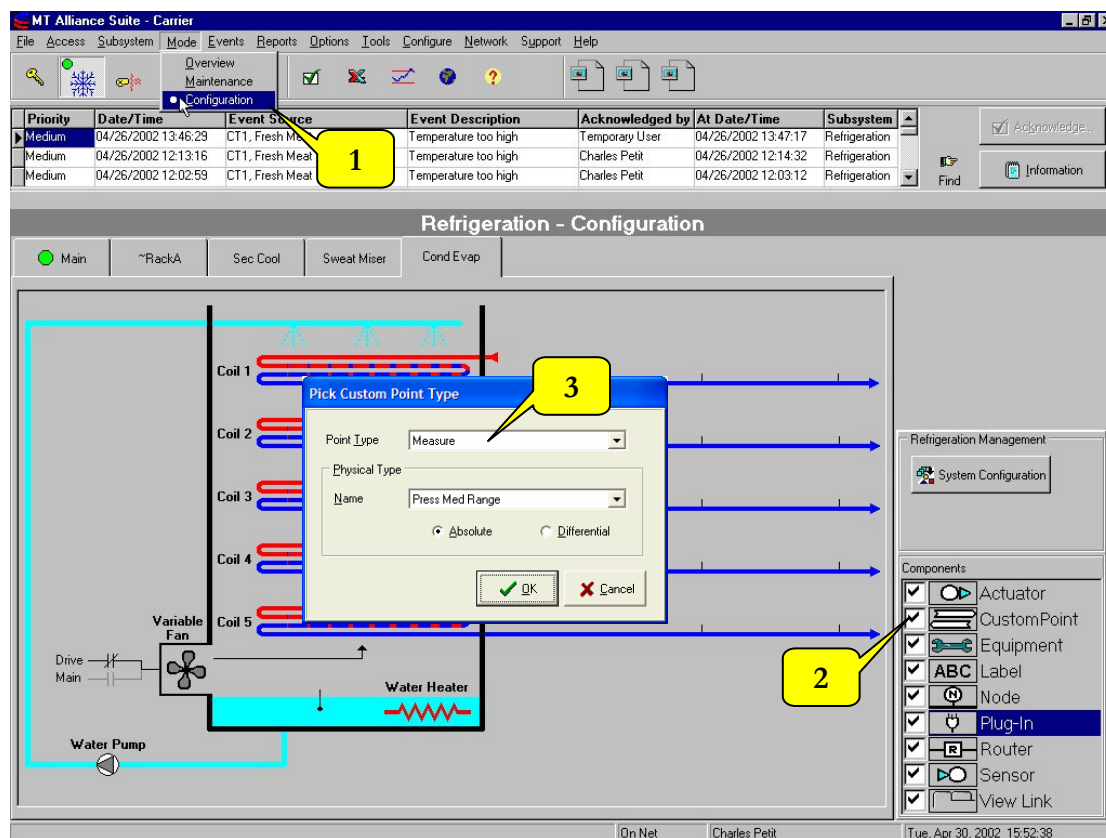 MT Alliance Suite - Carrier
File Access Subsystem Mode Events Reports Options Tools Configure Network Support Help
Overview
Maintenance
Configuration
Priority Date/Time Event Source Event Description Acknowledged by At Date/Time Subsystem
Medium 04/26/2002 13:46:29 CT1, Fresh Meat Temperature too high Temporary User 04/26/2002 13:47:17 Refrigeration
Medium 04/26/2002 12:13:16 CT1, Fresh Meat Temperature too high Charles Petit 04/26/2002 12:14:32 Refrigeration
Medium 04/26/2002 12:02:59 CT1, Fresh Meat Temperature too high Charles Petit 04/26/2002 12:03:12 Refrigeration
Acknowledge...
Find
Information
1
Refrigeration - Configuration
Main ~RackA Sec Cool Sweat Miser Cond Evap
Coil 1
Coil 2
Coil 3
Coil 4
Coil 5
Variable
Fan
Drive
Main
Water Heater
Water Pump
Pick Custom Point Type
3
Point Type Measure
Physical Type
Name Press Med Range
Absolute Differential
OK Cancel
Refrigeration Management
System Configuration
Components
Actuator
CustomPoint
Equipment
ABC Label
N Node
Plug-In
R Router
Sensor
View Link
2
On Net Charles Petit Tue, Apr 30, 2002 15:52:38